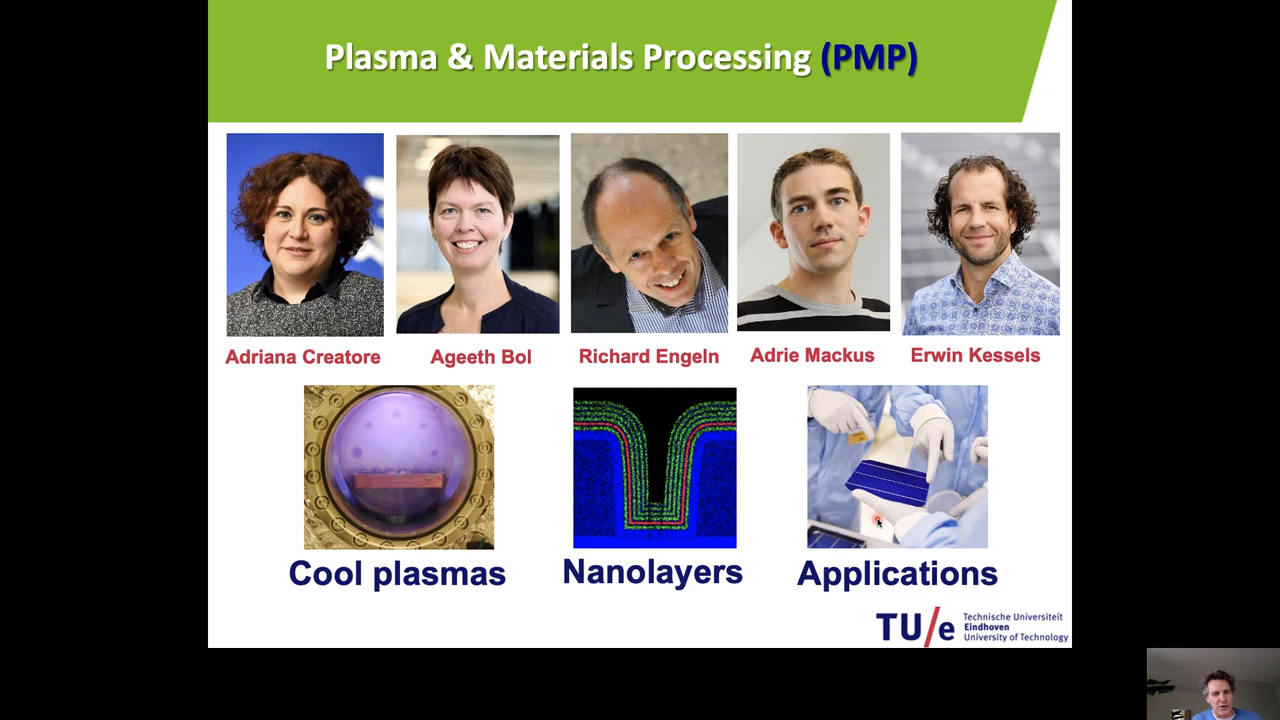 Plasma & Materials Processing (PMP)
Adriana Creatore
Ageeth Bol
Richard Engeln
Adrie Mackus
Erwin Kessels
Cool plasmas
Nanolayers
Applications
TU/e
Technische Universiteit
Eindhoven
University of Technology